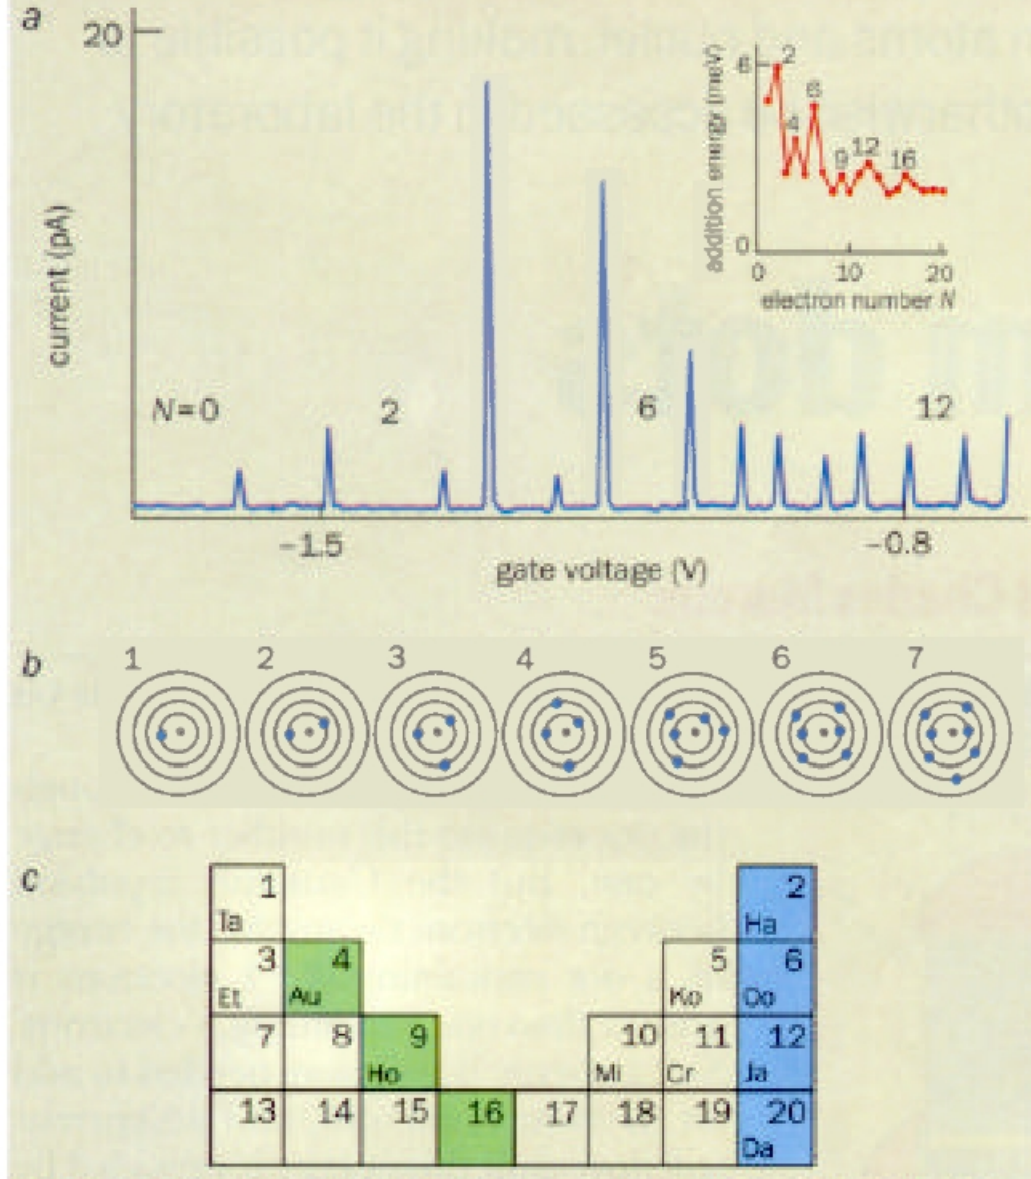 a
20
current (pA)
N=0
2
6
12
-1.5
-0.8
gate voltage (V)
addition energy (meV)
6
0
2
4
6
9
12
16
0
10
20
electron number N
b
1 2 3 4 5 6 7
c
1 2
Ta Ha
3 4 5 6
Et Au Ko Oo
7 8 9 10 11 12
Ho Mi Cr Ja
13 14 15 16 17 18 19 20
Da